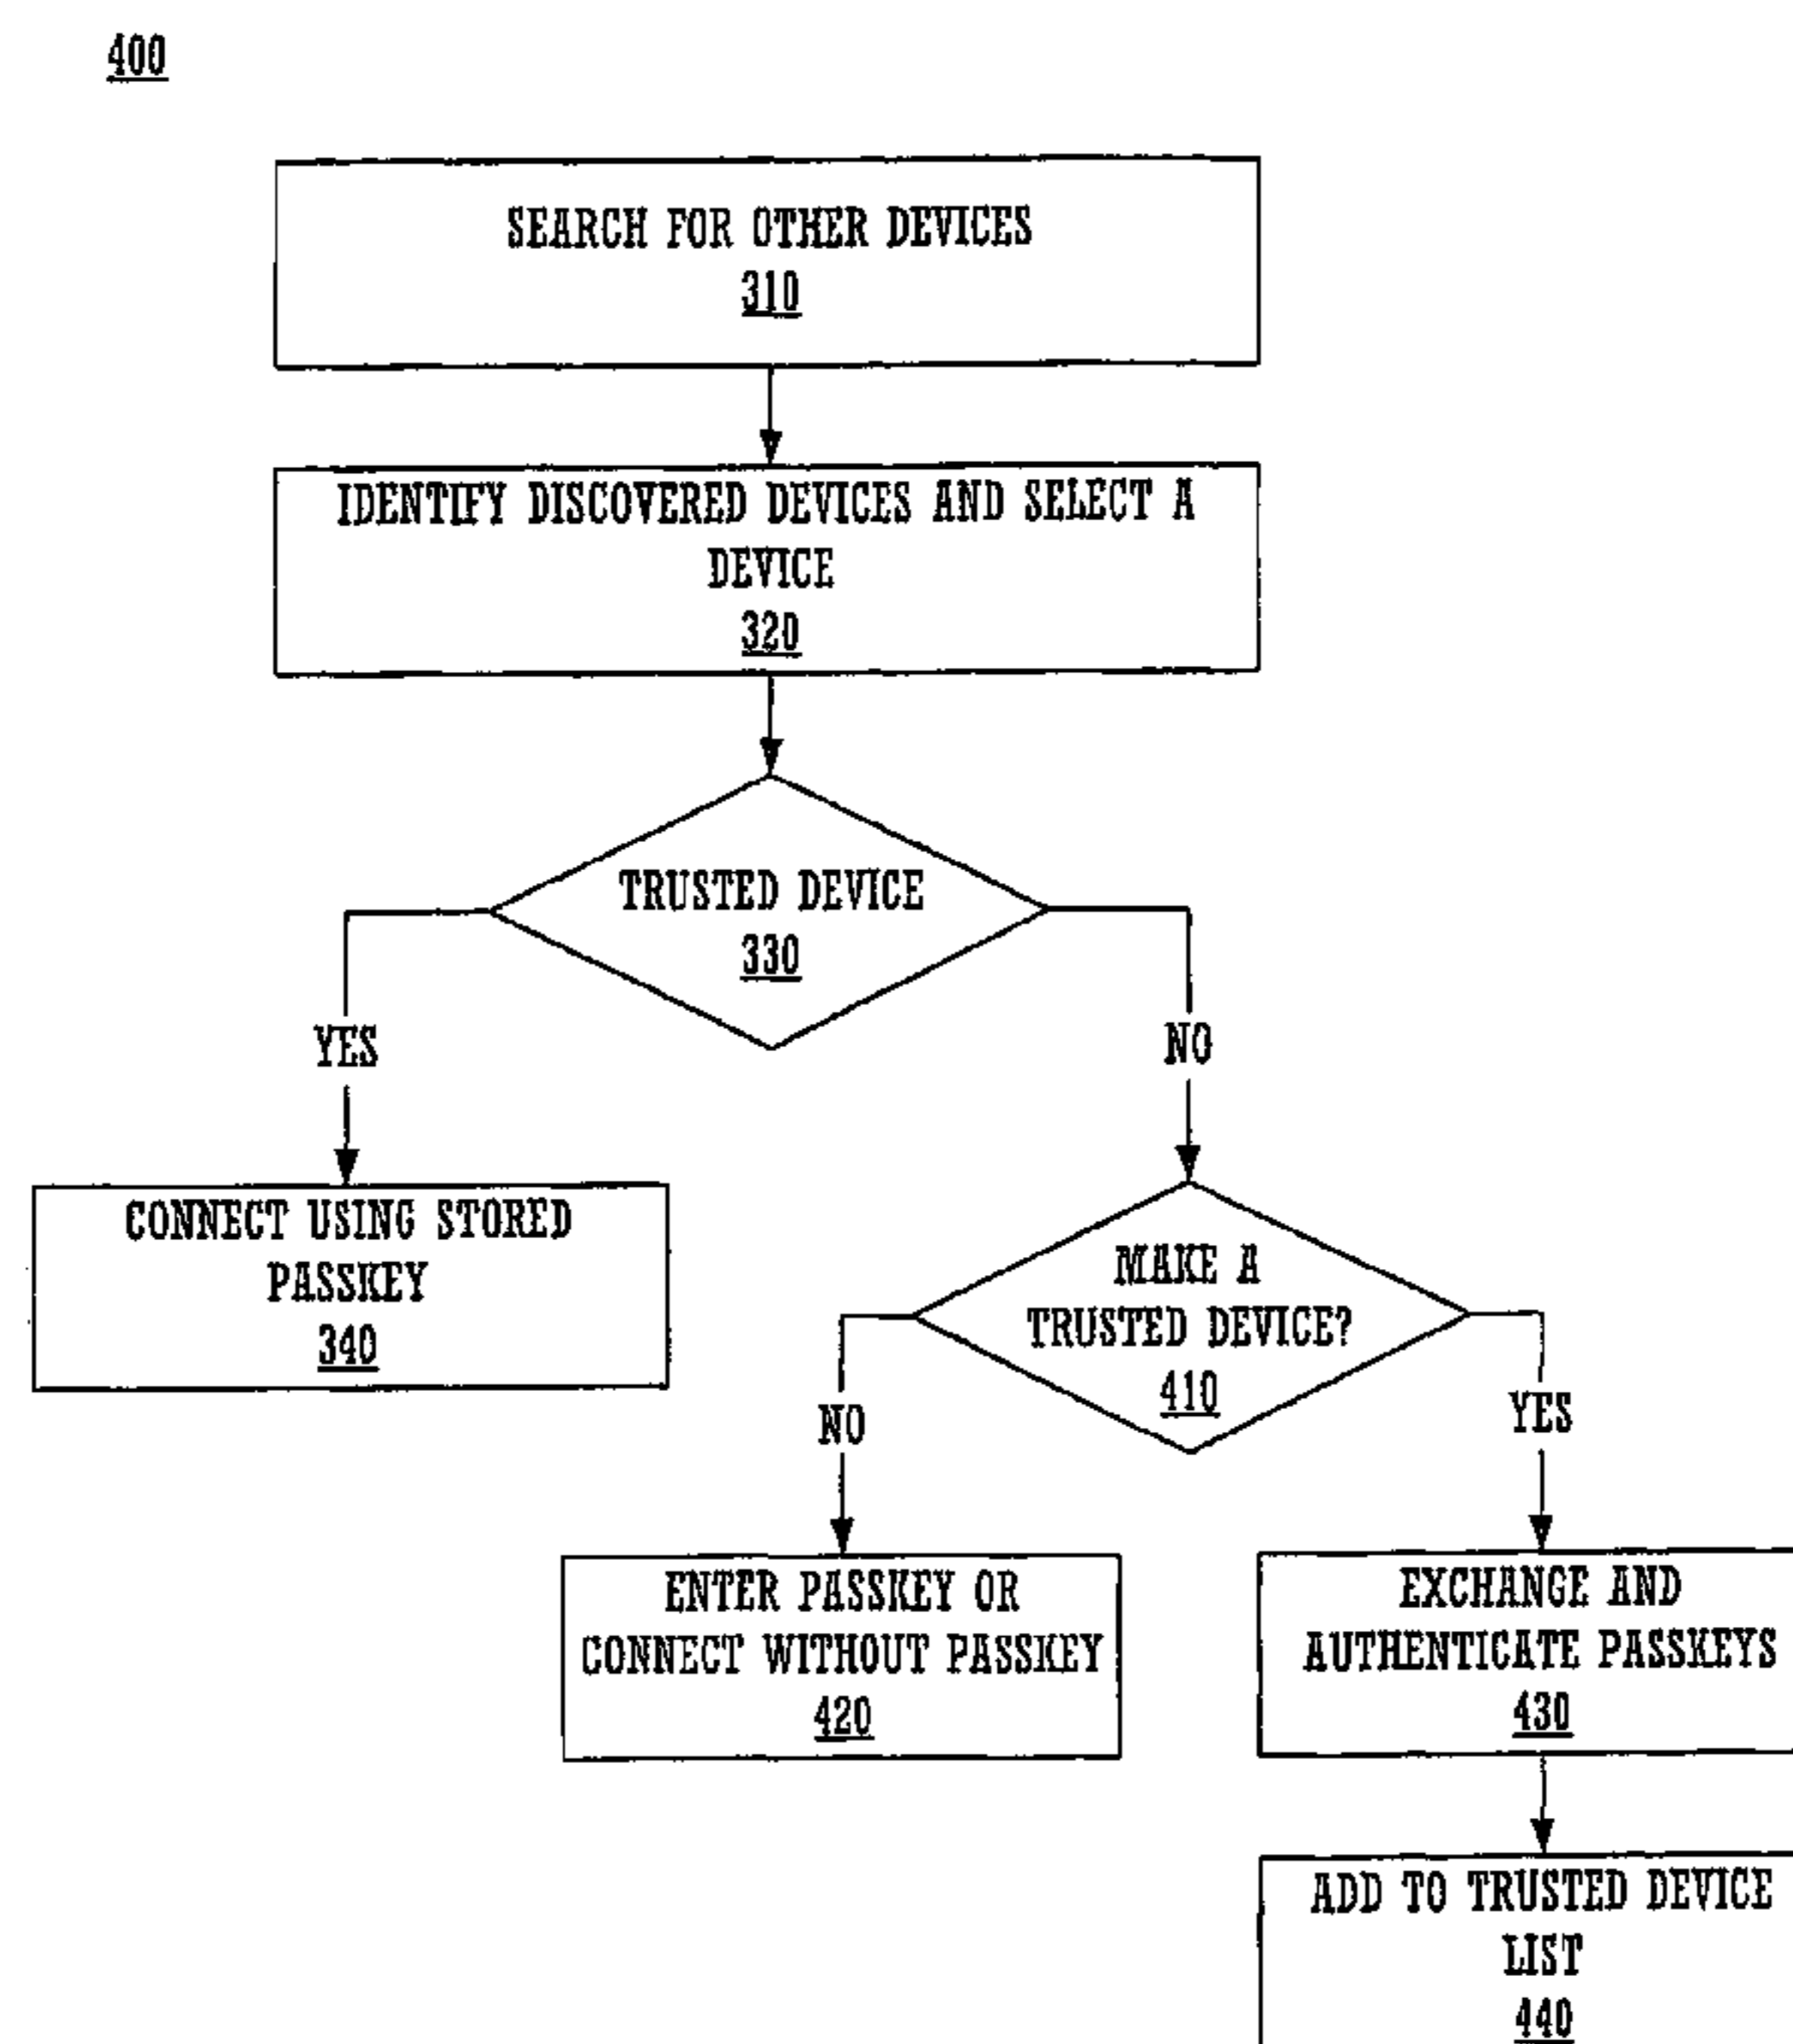 400
SEARCH FOR OTHER DEVICES
310
IDENTIFY DISCOVERED DEVICES AND SELECT A
DEVICE
320
TRUSTED DEVICE
330
YES
NO
CONNECT USING STORED
PASSKEY
340
MAKE A
TRUSTED DEVICE?
410
NO
YES
ENTER PASSKEY OR
CONNECT WITHOUT PASSKEY
420
EXCHANGE AND
AUTHENTICATE PASSKEYS
430
ADD TO TRUSTED DEVICE
LIST
440